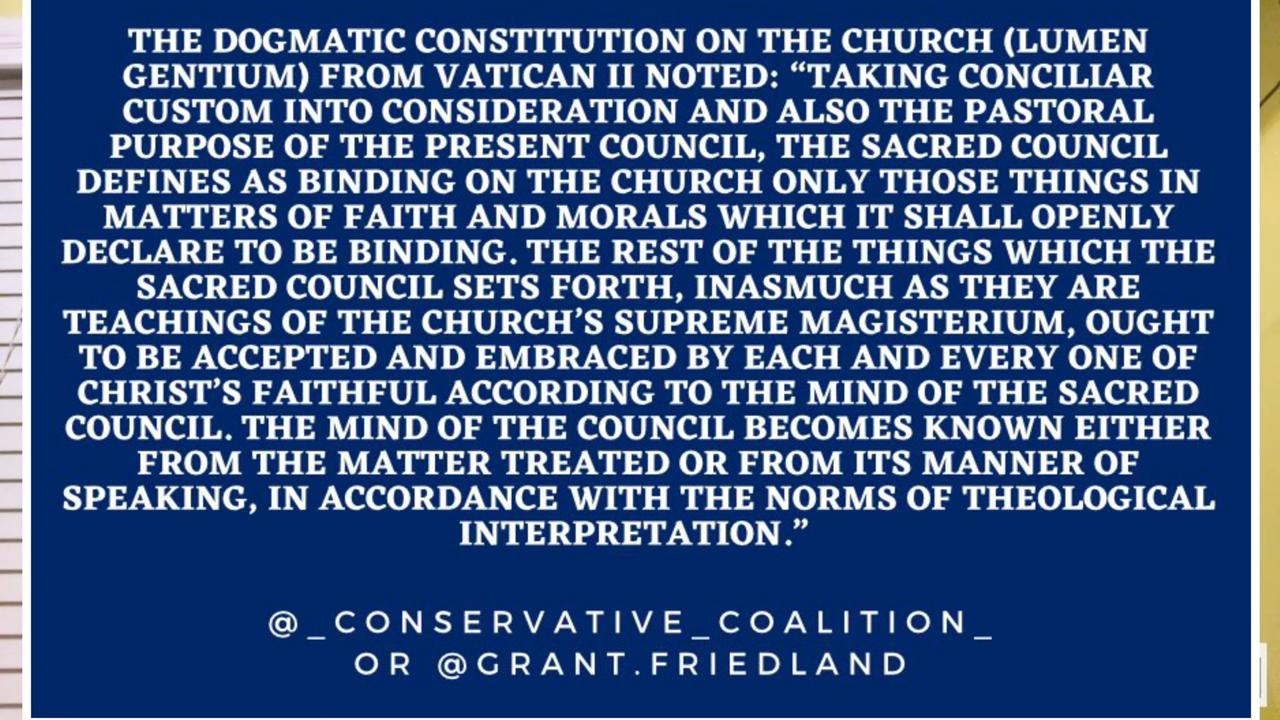 THE DOGMATIC CONSTITUTION ON THE CHURCH (LUMEN
GENTIUM) FROM VATICAN II NOTED: “TAKING CONCILIAR
CUSTOM INTO CONSIDERATION AND ALSO THE PASTORAL
PURPOSE OF THE PRESENT COUNCIL, THE SACRED COUNCIL
DEFINES AS BINDING ON THE CHURCH ONLY THOSE THINGS IN
MATTERS OF FAITH AND MORALS WHICH IT SHALL OPENLY
DECLARE TO BE BINDING. THE REST OF THE THINGS WHICH THE
SACRED COUNCIL SETS FORTH, INASMUCH AS THEY ARE
TEACHINGS OF THE CHURCH’S SUPREME MAGISTERIUM, OUGHT
TO BE ACCEPTED AND EMBRACED BY EACH AND EVERY ONE OF
CHRIST’S FAITHFUL ACCORDING TO THE MIND OF THE SACRED
COUNCIL. THE MIND OF THE COUNCIL BECOMES KNOWN EITHER
FROM THE MATTER TREATED OR FROM ITS MANNER OF
SPEAKING, IN ACCORDANCE WITH THE NORMS OF THEOLOGICAL
INTERPRETATION.”
@_CONSERVATIVE_COALITION_
OR @GRANT.FRIEDLAND